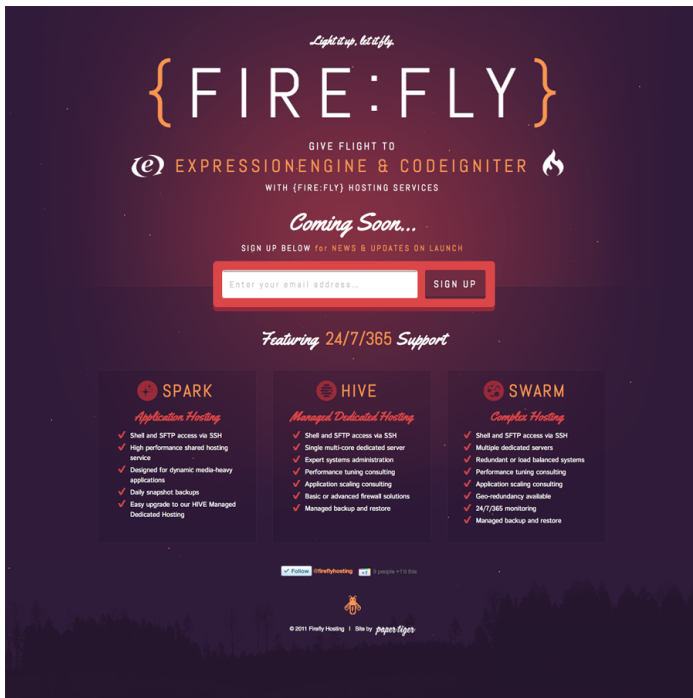 Light it up, let it fly.
{FIRE:FLY}
GIVE FLIGHT TO
EXPRESSIONENGINE & CODEIGNITER
WITH {FIRE:FLY} HOSTING SERVICES
Coming Soon...
SIGN UP BELOW for NEWS & UPDATES ON LAUNCH
Enter your email address...
SIGN UP
Featuring 24/7/365 Support
SPARK
Application Hosting
Shell and SFTP access via SSH
High performance shared hosting
service
Designed for dynamic media-heavy
applications
Daily snapshot backups
Easy upgrade to our HIVE Managed
Dedicated Hosting
HIVE
Managed Dedicated Hosting
Shell and SFTP access via SSH
Single multi-core dedicated server
Expert systems administration
Performance tuning consulting
Application scaling consulting
Basic or advanced firewall solutions
Managed backup and restore
SWARM
Complex Hosting
Shell and SFTP access via SSH
Multiple dedicated servers
Redundant or load balanced systems
Performance tuning consulting
Application scaling consulting
Geo-redundancy available
24/7/365 monitoring
Managed backup and restore
Follow @fireflyhosting +1 people +1'd this
© 2011 Firefly Hosting | Site by paper tiger